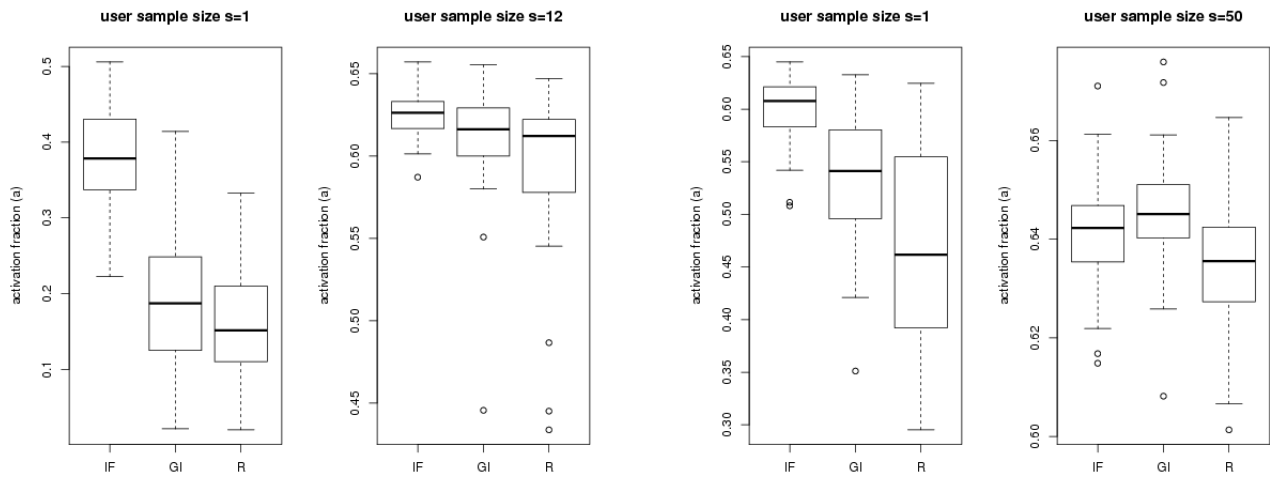 user sample size s=1
activation fraction (a)
0.5
0.4
0.3
0.2
0.1
IF GI R
user sample size s=12
0.65
0.60
0.55
0.50
0.45
IF GI R
user sample size s=1
activation fraction (a)
0.65
0.60
0.55
0.50
0.45
0.40
0.35
0.30
IF GI R
user sample size s=50
activation fraction (a)
0.66
0.64
0.62
0.60
IF GI R